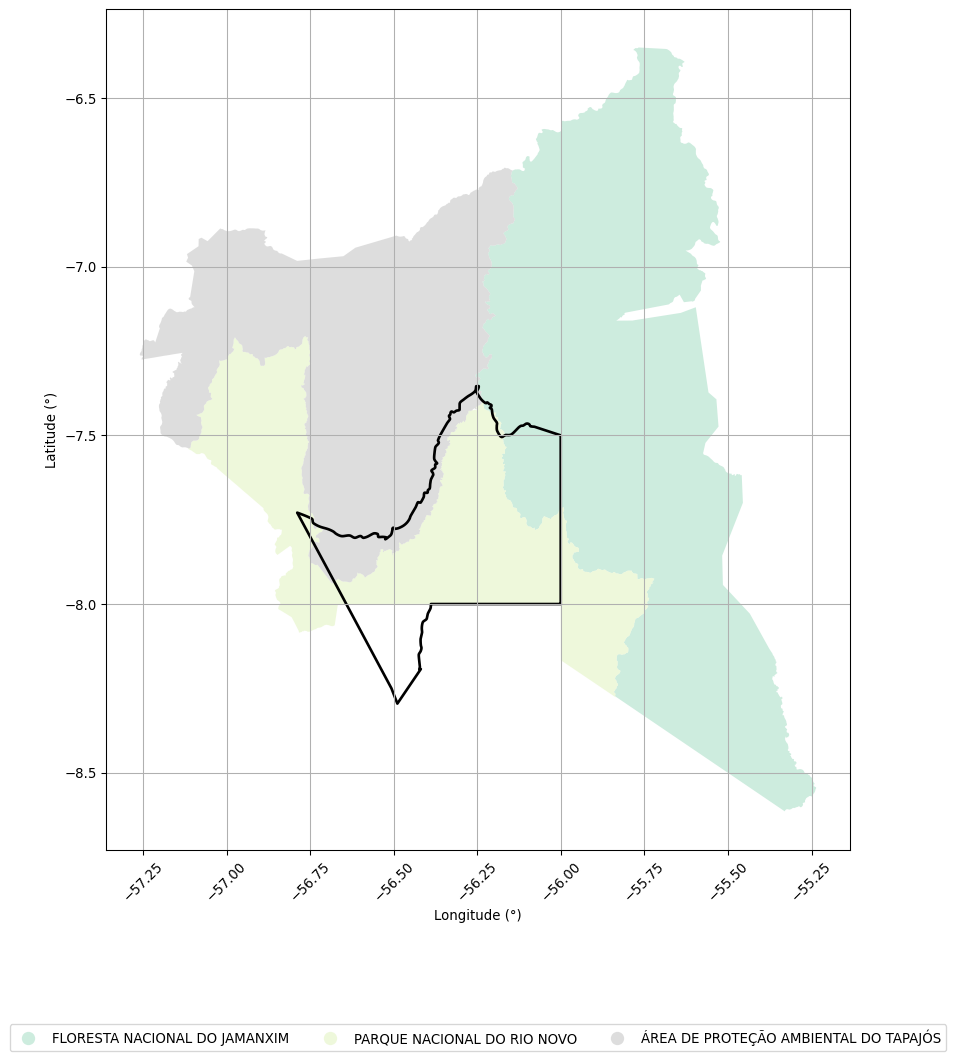 −6.5
−7.0
−7.5
−8.0
−8.5
Latitude (°)
−57.25
−57.00
−56.75
−56.50
−56.25
−56.00
−55.75
−55.50
−55.25
Longitude (°)
FLORESTA NACIONAL DO JAMANXIM
PARQUE NACIONAL DO RIO NOVO
ÁREA DE PROTEÇÃO AMBIENTAL DO TAPAJÓS